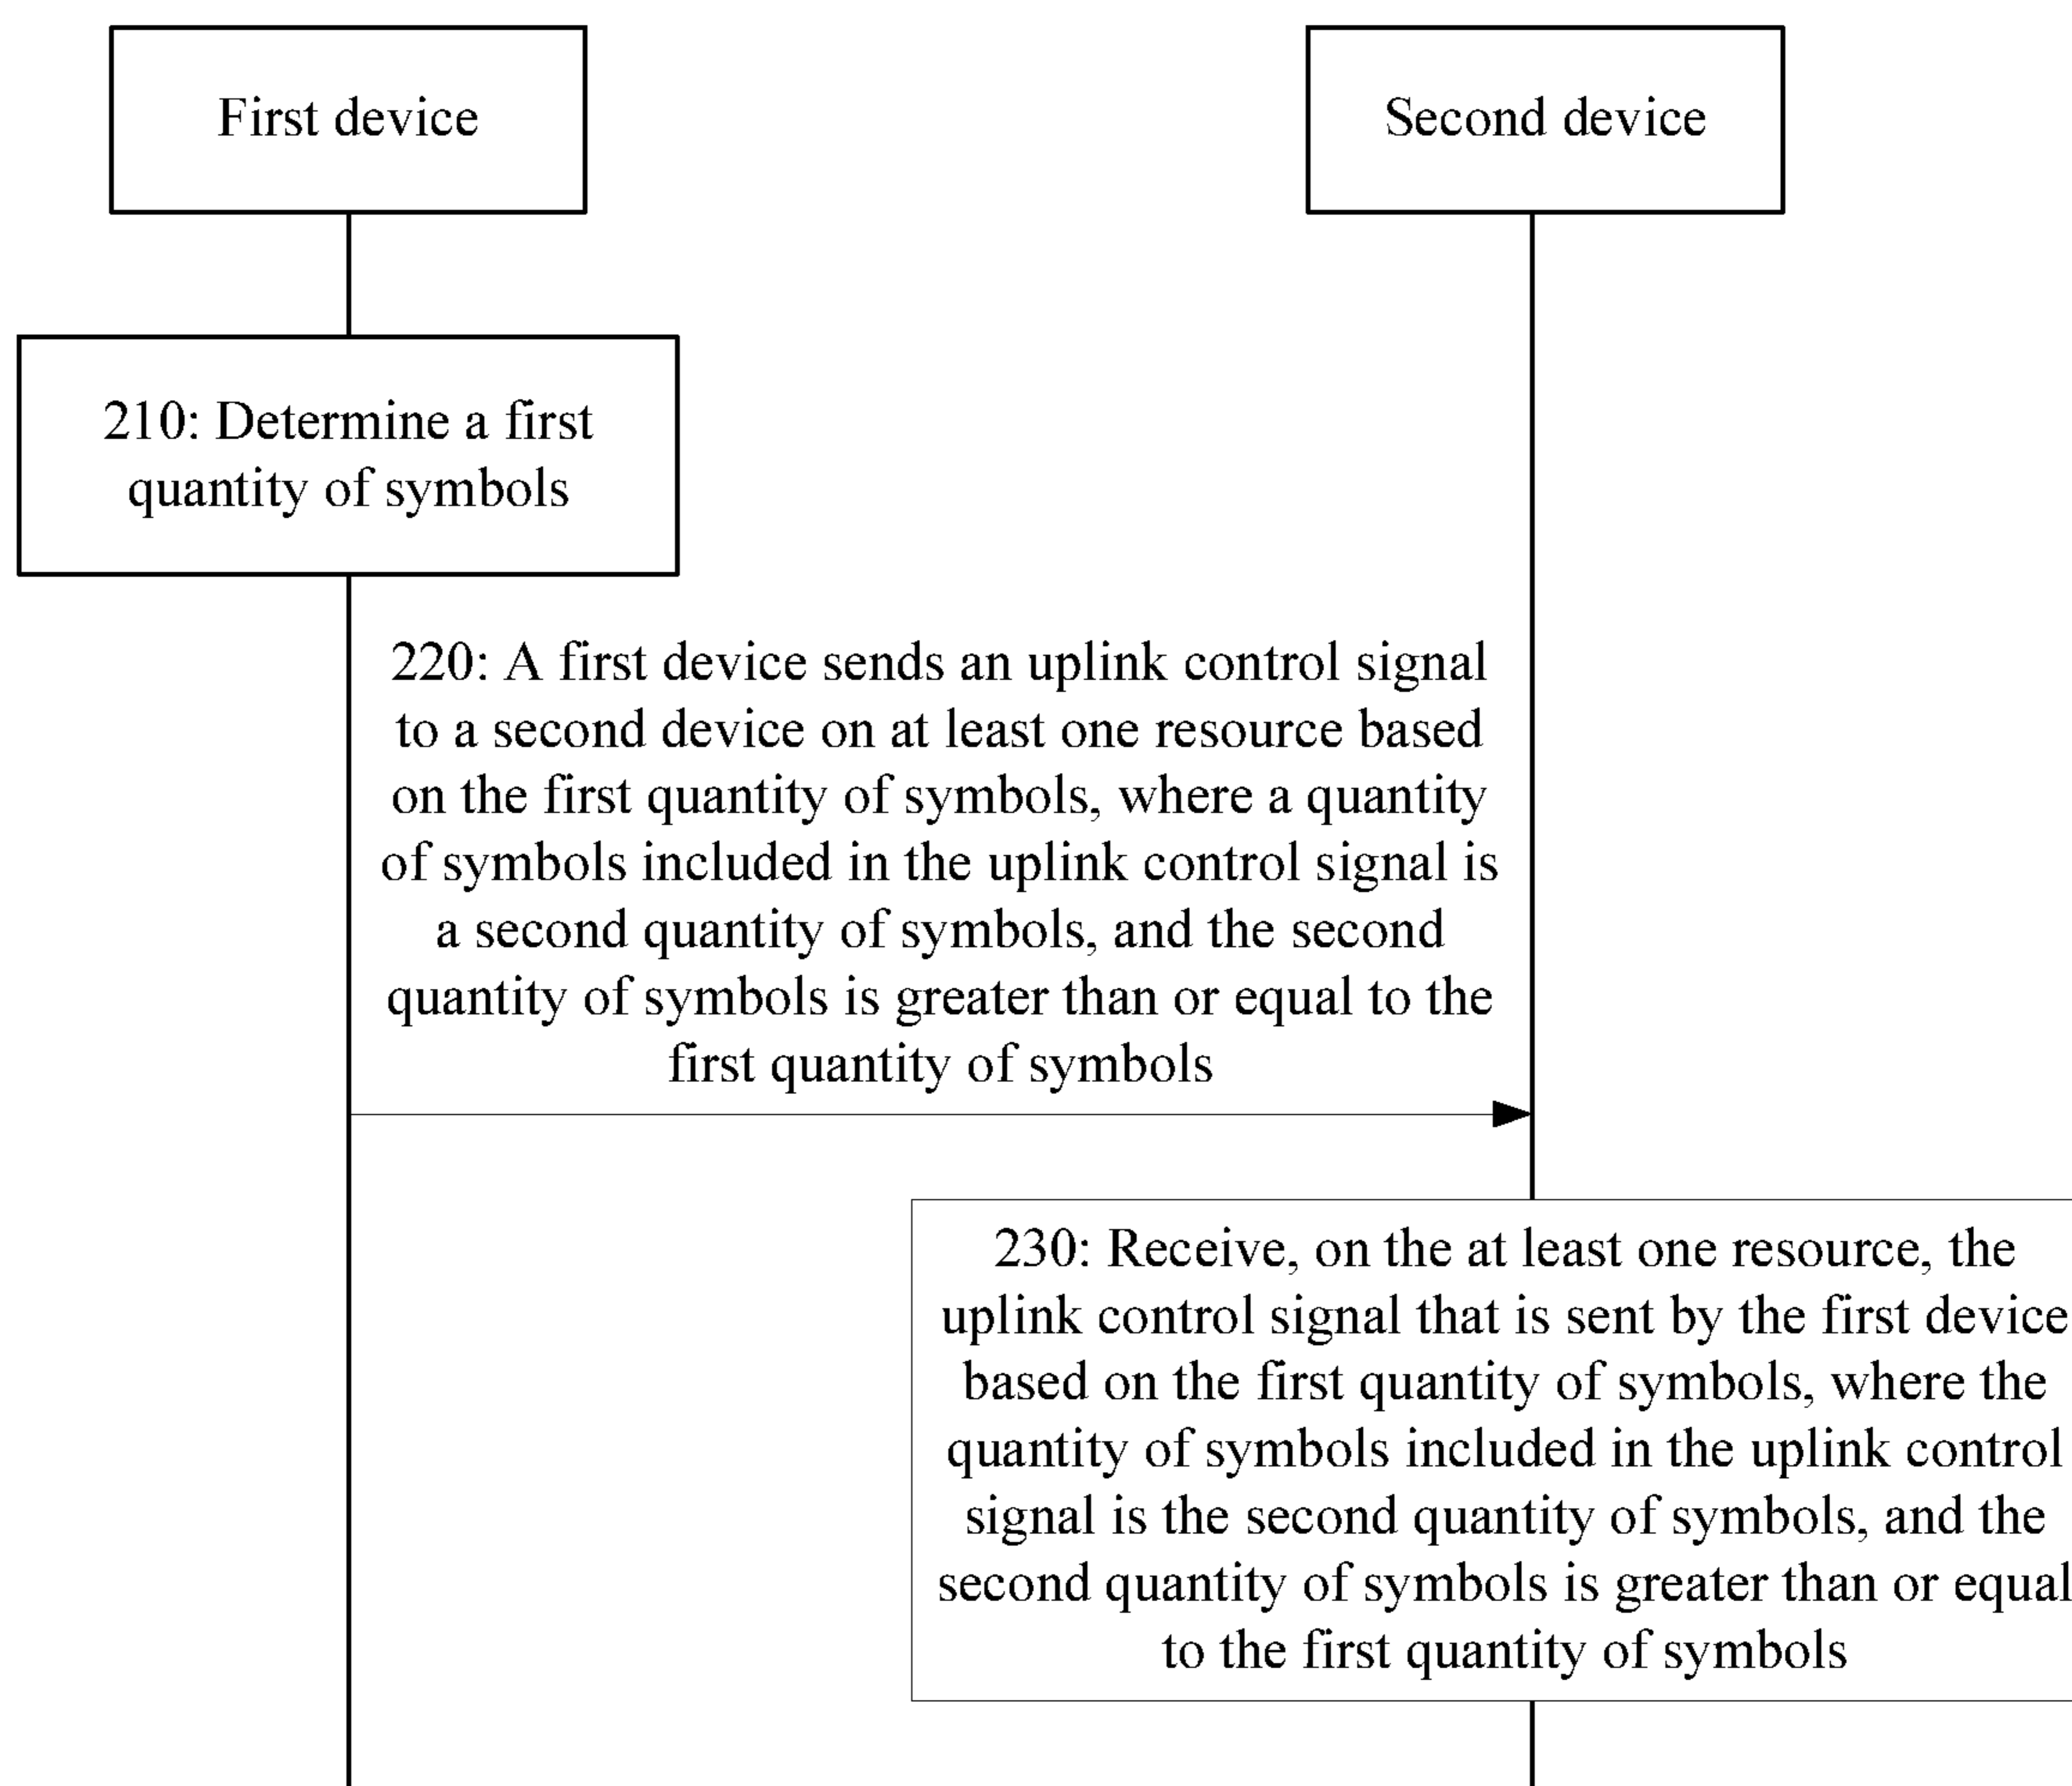 First device
Second device
210: Determine a first
quantity of symbols
220: A first device sends an uplink control signal
to a second device on at least one resource based
on the first quantity of symbols, where a quantity
of symbols included in the uplink control signal is
a second quantity of symbols, and the second
quantity of symbols is greater than or equal to the
first quantity of symbols
230: Receive, on the at least one resource, the
uplink control signal that is sent by the first device
based on the first quantity of symbols, where the
quantity of symbols included in the uplink control
signal is the second quantity of symbols, and the
second quantity of symbols is greater than or equal
to the first quantity of symbols